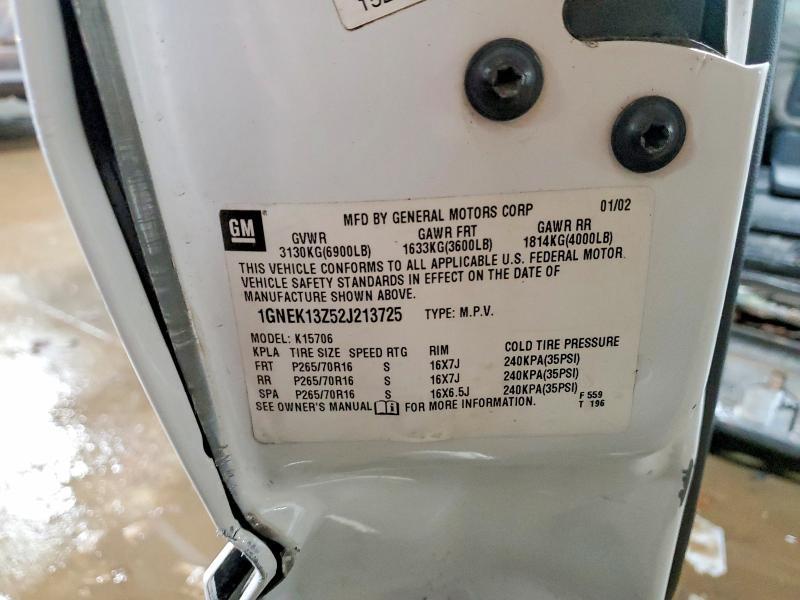 GM
MFD BY GENERAL MOTORS CORP 01/02
GVWR GAWR FRT GAWR RR
3130KG(6900LB) 1633KG(3600LB) 1814KG(4000LB)
THIS VEHICLE CONFORMS TO ALL APPLICABLE U.S. FEDERAL MOTOR
VEHICLE SAFETY STANDARDS IN EFFECT ON THE DATE OF
MANUFACTURE SHOWN ABOVE.
1GNEK13Z52J213725 TYPE: M.P.V.
MODEL: K15706
KPLA TIRE SIZE SPEED RTG RIM COLD TIRE PRESSURE
FRT P265/70R16 S 16X7J 240KPA(35PSI)
RR P265/70R16 S 16X7J 240KPA(35PSI)
SPA P265/70R16 S 16X6.5J 240KPA(35PSI)
SEE OWNER'S MANUAL FOR MORE INFORMATION. F 559
T 196